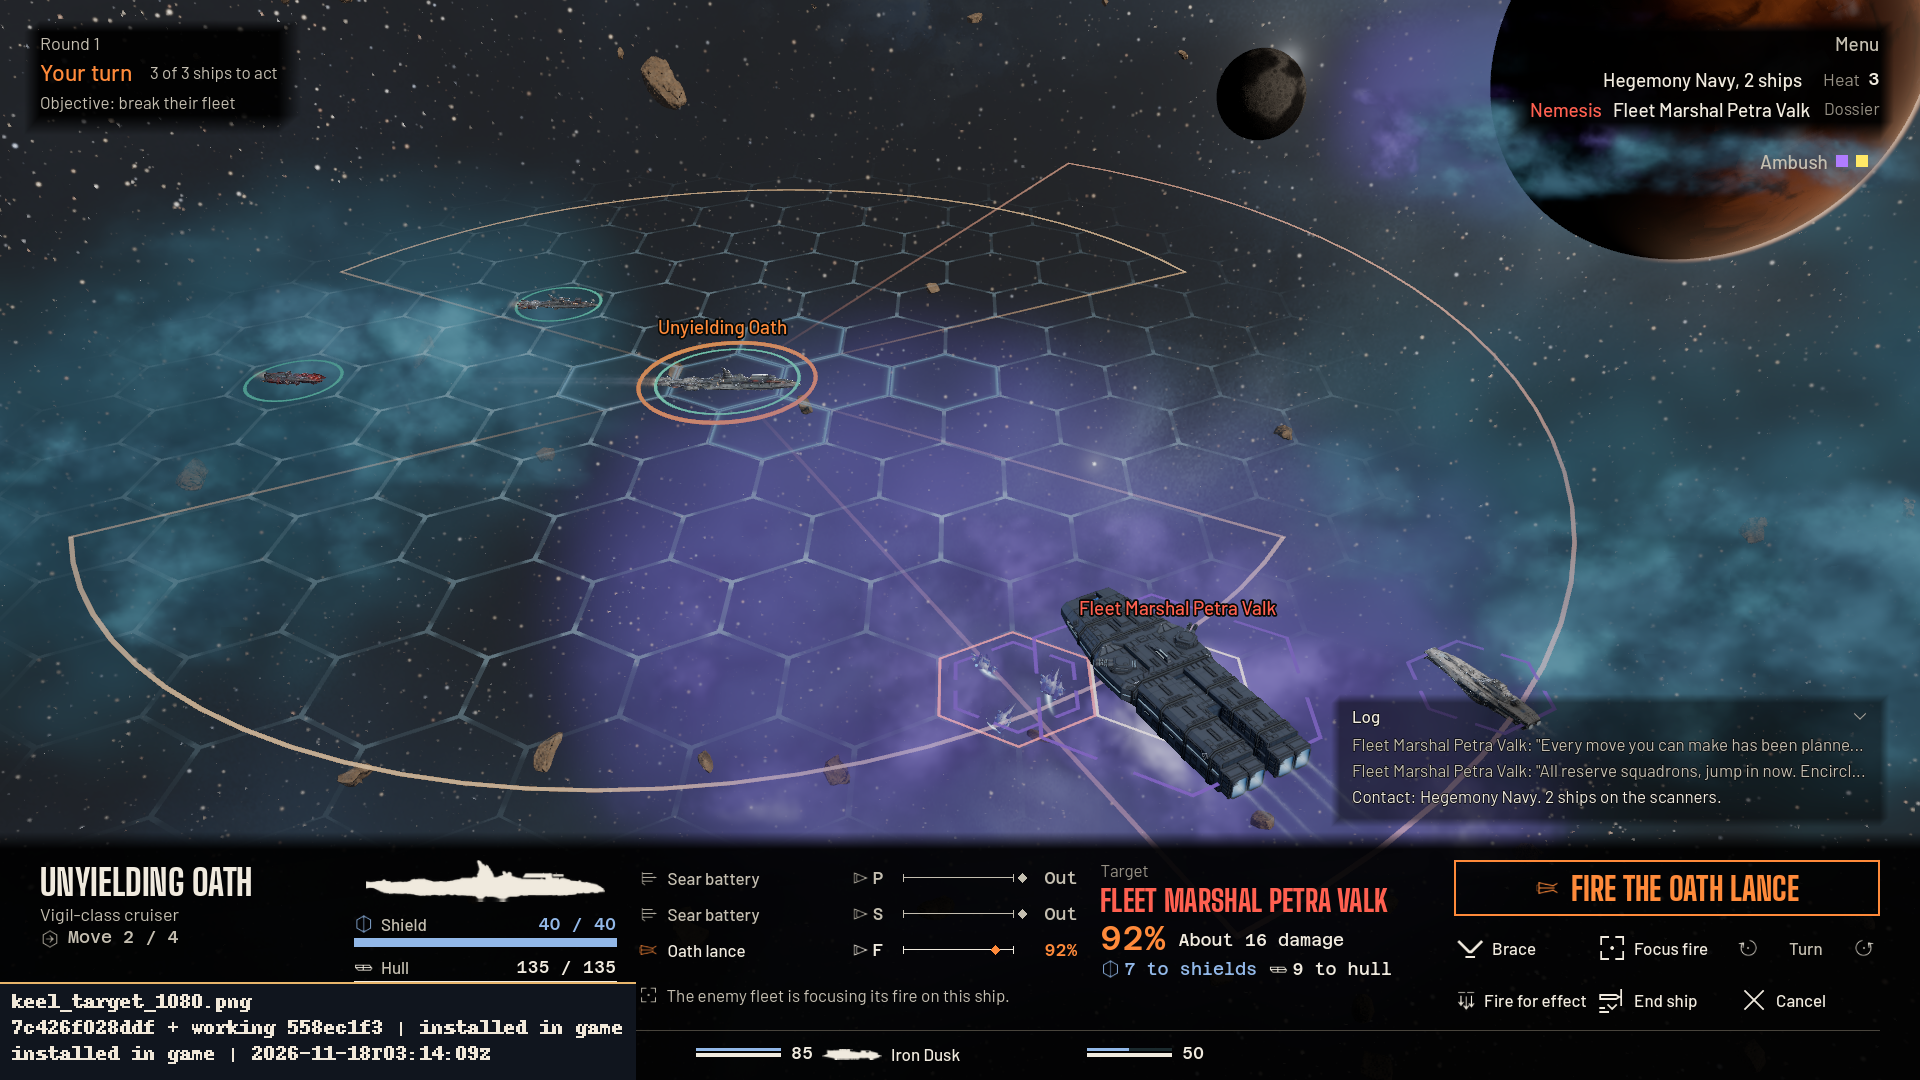 Round 1
Your turn 3 of 3 ships to act
Objective: break their fleet
Menu
Hegemony Navy, 2 ships Heat 3
Nemesis Fleet Marshal Petra Valk Dossier
Ambush
Unyielding Oath
Fleet Marshal Petra Valk
Log
Fleet Marshal Petra Valk: "Every move you can make has been planne...
Fleet Marshal Petra Valk: "All reserve squadrons, jump in now. Encircl...
Contact: Hegemony Navy. 2 ships on the scanners.
UNYIELDING OATH
Vigil-class cruiser
Move 2 / 4
Shield 40 / 40
Hull 135 / 135
Sear battery P Out
Sear battery S Out
Oath lance F 92%
The enemy fleet is focusing its fire on this ship.
Target
FLEET MARSHAL PETRA VALK
92% About 16 damage
7 to shields 9 to hull
FIRE THE OATH LANCE
Brace Focus fire Turn
Fire for effect End ship Cancel
keel_target_1080.png
7c426f028ddf + working 558ec1f3 | installed in game
installed in game | 2026-11-18T03:14:09Z
85 Iron Dusk 50